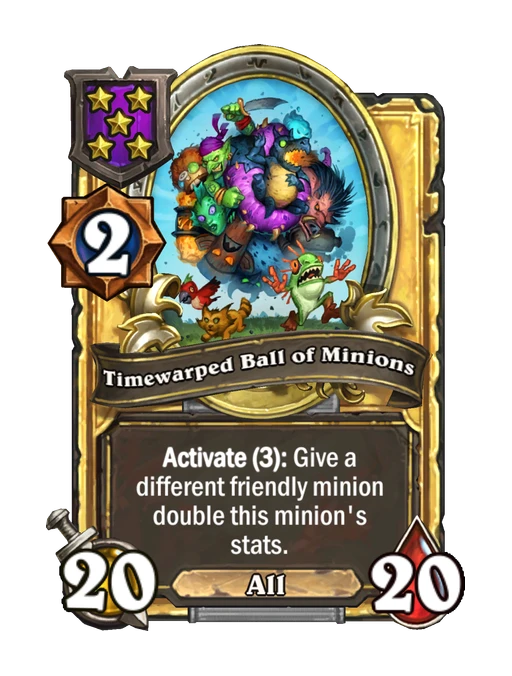 2
Timewarped Ball of Minions
Activate (3): Give a
different friendly minion
double this minion's
stats.
20
All
20